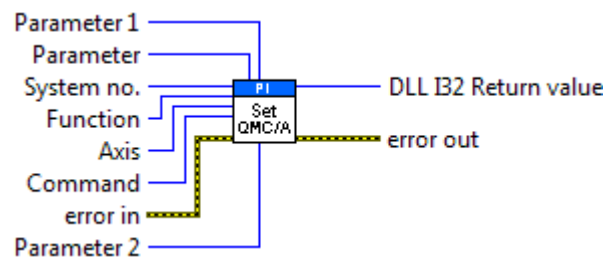 Parameter 1
Parameter
System no.
Function
Axis
Command
error in
Parameter 2
PI
Set
QMC/A
DLL I32 Return value
error out